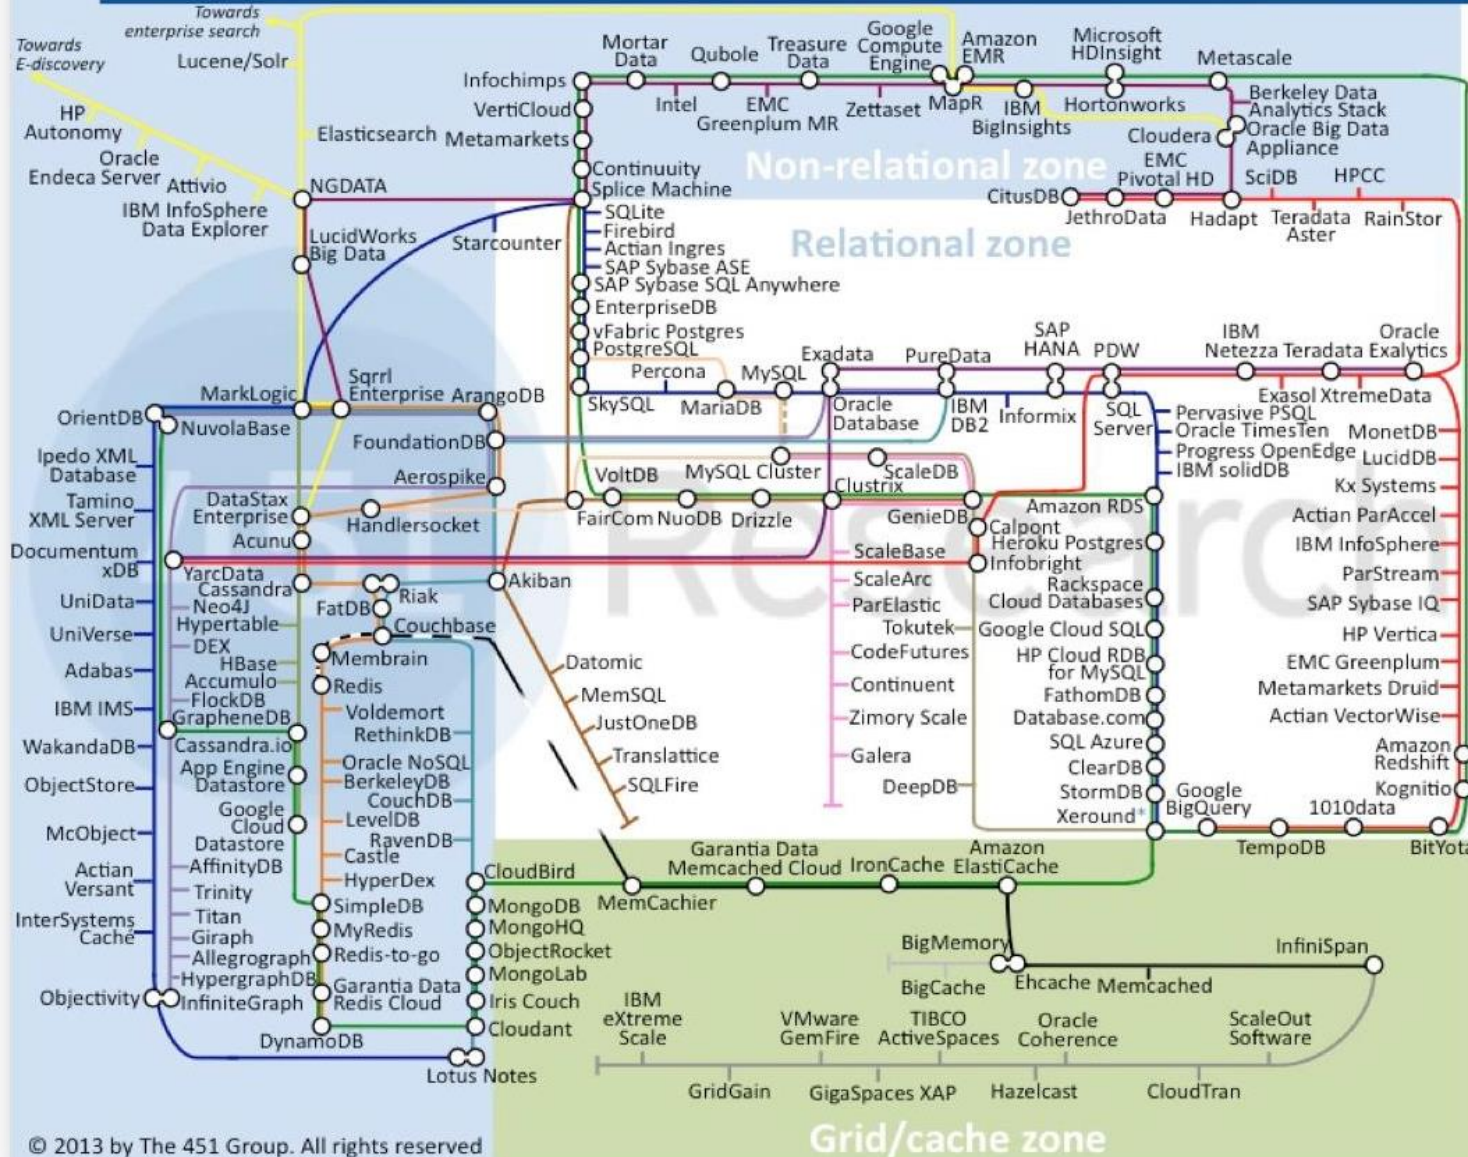 Towards
enterprise search
Towards
E-discovery
Lucene/Solr
HP
Autonomy
Oracle
Endeca Server
Attivio
IBM InfoSphere
Data Explorer
Elasticsearch
NGDATA
LucidWorks
Big Data
Starcounter
Infochimps
VertiCloud
Metamarkets
Continuuity
Splice Machine
Mortar
Data
Qubole
Treasure
Data
Google
Compute
Engine
Amazon
EMR
Microsoft
HDInsight
Metascale
Intel
EMC
Greenplum MR
Zettaset
MapR
IBM
BigInsights
Hortonworks
Berkeley Data
Analytics Stack
Cloudera
Oracle Big Data
Appliance
Non-relational zone
EMC
Pivotal HD
SciDB
HPCC
CitusDB
JethroData
Hadapt
Teradata
Aster
RainStor
Relational zone
SQLite
Firebird
Actian Ingres
SAP Sybase ASE
SAP Sybase SQL Anywhere
EnterpriseDB
vFabric Postgres
PostgreSQL
Percona
MySQL
SkySQL
MariaDB
Exadata
PureData
SAP
HANA
PDW
IBM
Netezza
Teradata
Oracle
Exalytics
Oracle
Database
IBM
DB2
Informix
SQL
Server
Exasol
XtremeData
Pervasive PSQL
Oracle TimesTen
Progress OpenEdge
IBM solidDB
MonetDB
LucidDB
Kx Systems
Actian ParAccel
IBM InfoSphere
ParStream
SAP Sybase IQ
HP Vertica
EMC Greenplum
Metamarkets Druid
Actian VectorWise
Amazon
Redshift
Kognitio
MarkLogic
Sqrrl
Enterprise
ArangoDB
OrientDB
NuvolaBase
FoundationDB
Aerospike
Ipedo XML
Database
Tamino
XML Server
Documentum
xDB
UniData
UniVerse
Adabas
IBM IMS
WakandaDB
ObjectStore
McObject
Actian
Versant
InterSystems
Caché
Objectivity
DataStax
Enterprise
Acunu
Handlersocket
YarcData
Cassandra
Neo4J
Hypertable
DEX
HBase
Accumulo
FlockDB
GrapheneDB
Cassandra.io
App Engine
Datastore
Google
Cloud
Datastore
AffinityDB
Trinity
Titan
Giraph
Allegrograph
HypergraphDB
InfiniteGraph
FatDB
Riak
Couchbase
Membrain
Redis
Voldemort
RethinkDB
Oracle NoSQL
BerkeleyDB
CouchDB
LevelDB
RavenDB
Castle
HyperDex
SimpleDB
MyRedis
Redis-to-go
Garantia Data
Redis Cloud
DynamoDB
CloudBird
MongoDB
MongoHQ
ObjectRocket
MongoLab
Iris Couch
Cloudant
Lotus Notes
Akiban
VoltDB
MySQL Cluster
ScaleDB
Clustrix
FairCom
NuoDB
Drizzle
GenieDB
Calpont
Infobright
ScaleBase
ScaleArc
ParElastic
Tokutek
CodeFutures
Continent
Zimory Scale
Galera
DeepDB
Datomic
MemSQL
JustOneDB
Translattice
SQLFire
Amazon RDS
Heroku Postgres
Rackspace
Cloud Databases
Google Cloud SQL
HP Cloud RDB
for MySQL
FathomDB
Database.com
SQL Azure
ClearDB
StormDB
Xeround*
Google
BigQuery
1010data
TempoDB
BitYota
Garantia Data
Memcached Cloud
IronCache
Amazon
ElastiCache
MemCachier
BigMemory
InfiniSpan
BigCache
Ehcache
Memcached
IBM
eXtreme
Scale
VMware
GemFire
TIBCO
ActiveSpaces
Oracle
Coherence
ScaleOut
Software
GridGain
GigaSpaces XAP
Hazelcast
CloudTran
Grid/cache zone
451 Research
© 2013 by The 451 Group. All rights reserved